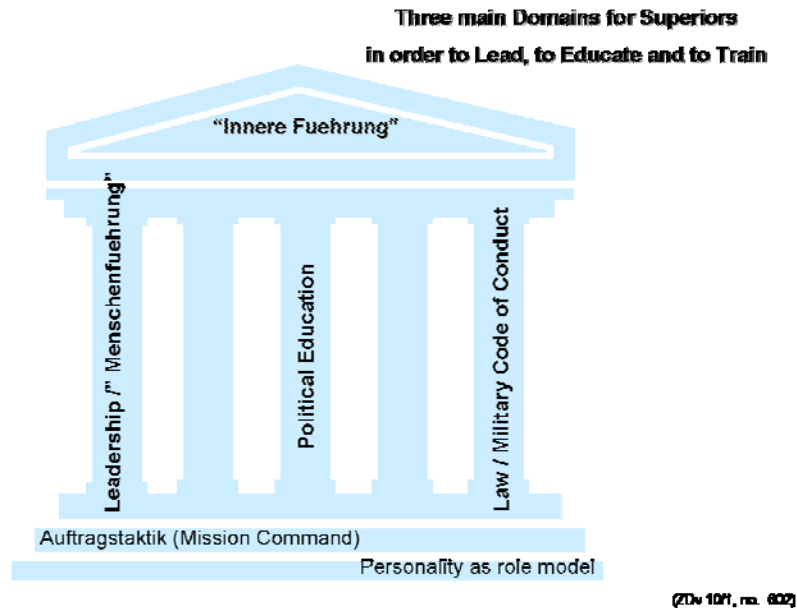 Three main Domains for Superiors
in order to Lead, to Educate and to Train
“Innere Fuehrung”
Leadership /” Menschenfuehrung”
Political Education
Law / Military Code of Conduct
Auftragstaktik (Mission Command)
Personality as role model
(ZDv 10/1, no. 602)